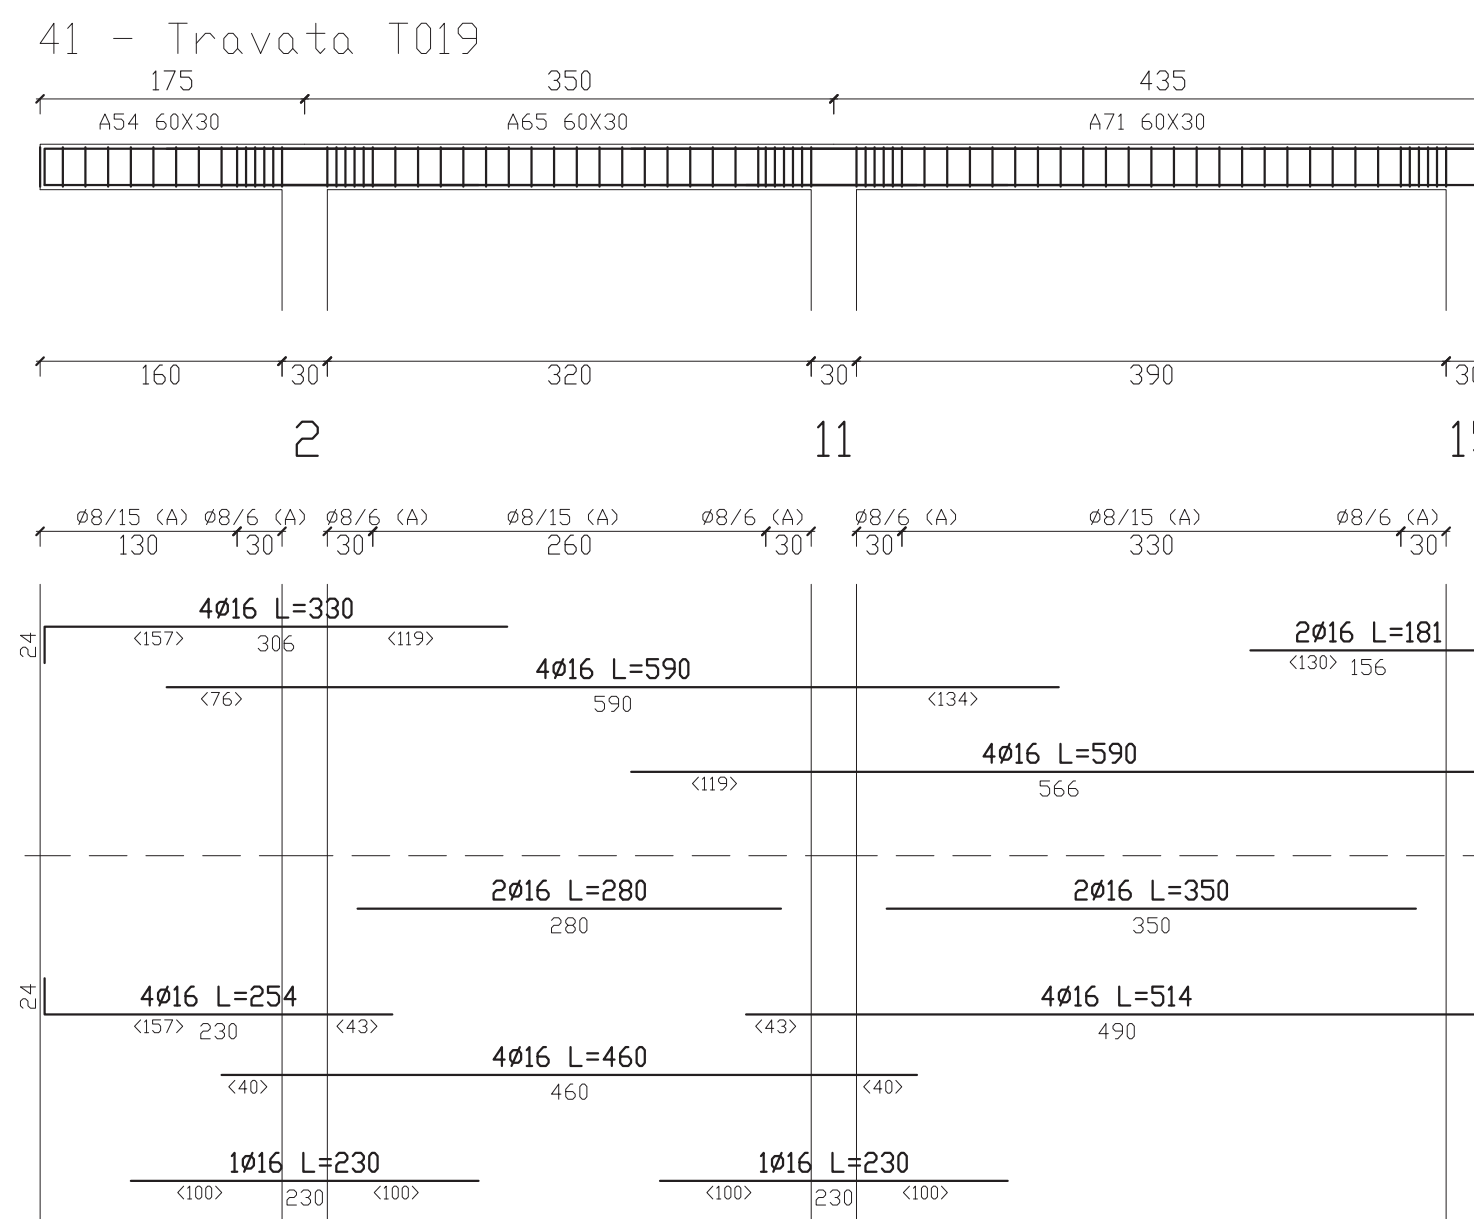 41 - Travata T019
175 350 435
A54 60X30 A65 60X30 A71 60X30
160 30 320 30 390
2 11
Ø8/15 (A) Ø8/6 (A) Ø8/6 (A) Ø8/15 (A) Ø8/6 (A) Ø8/6 (A) Ø8/15 (A) Ø8/6 (A)
130 30 30 260 30 30 330 30
4Ø16 L=330
24 <157> 306 <119>
2Ø16 L=181
<130> 156
4Ø16 L=590
<76> 590 <134>
4Ø16 L=590
<119> 566
2Ø16 L=280 2Ø16 L=350
280 350
4Ø16 L=254 4Ø16 L=514
24 <157> 230 <43> <43> 490
4Ø16 L=460
<40> 460 <40>
1Ø16 L=230 1Ø16 L=230
<100> 230 <100> <100> 230 <100>